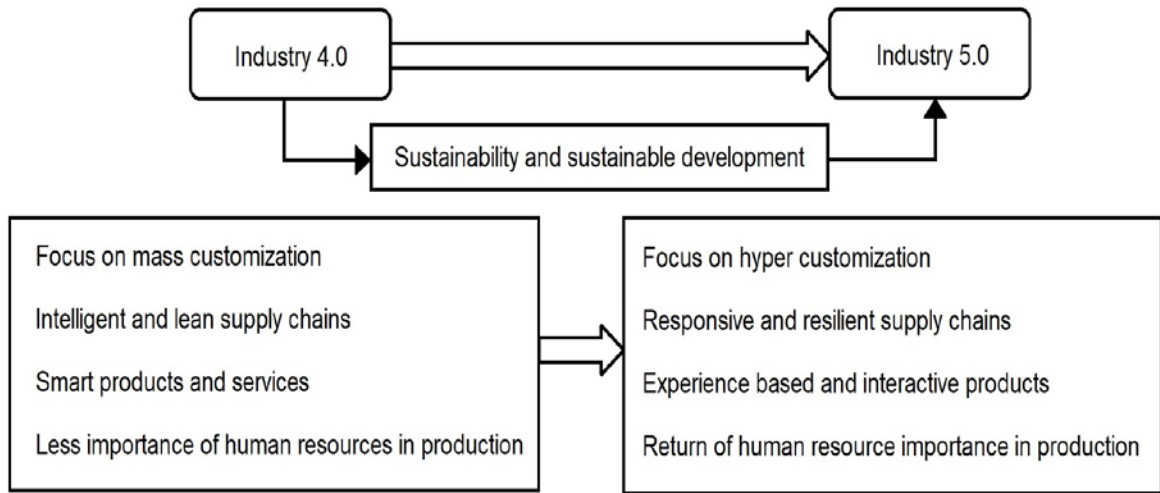 Industry 4.0
Industry 5.0
Sustainability and sustainable development
Focus on mass customization
Intelligent and lean supply chains
Smart products and services
Less importance of human resources in production
Focus on hyper customization
Responsive and resilient supply chains
Experience based and interactive products
Return of human resource importance in production